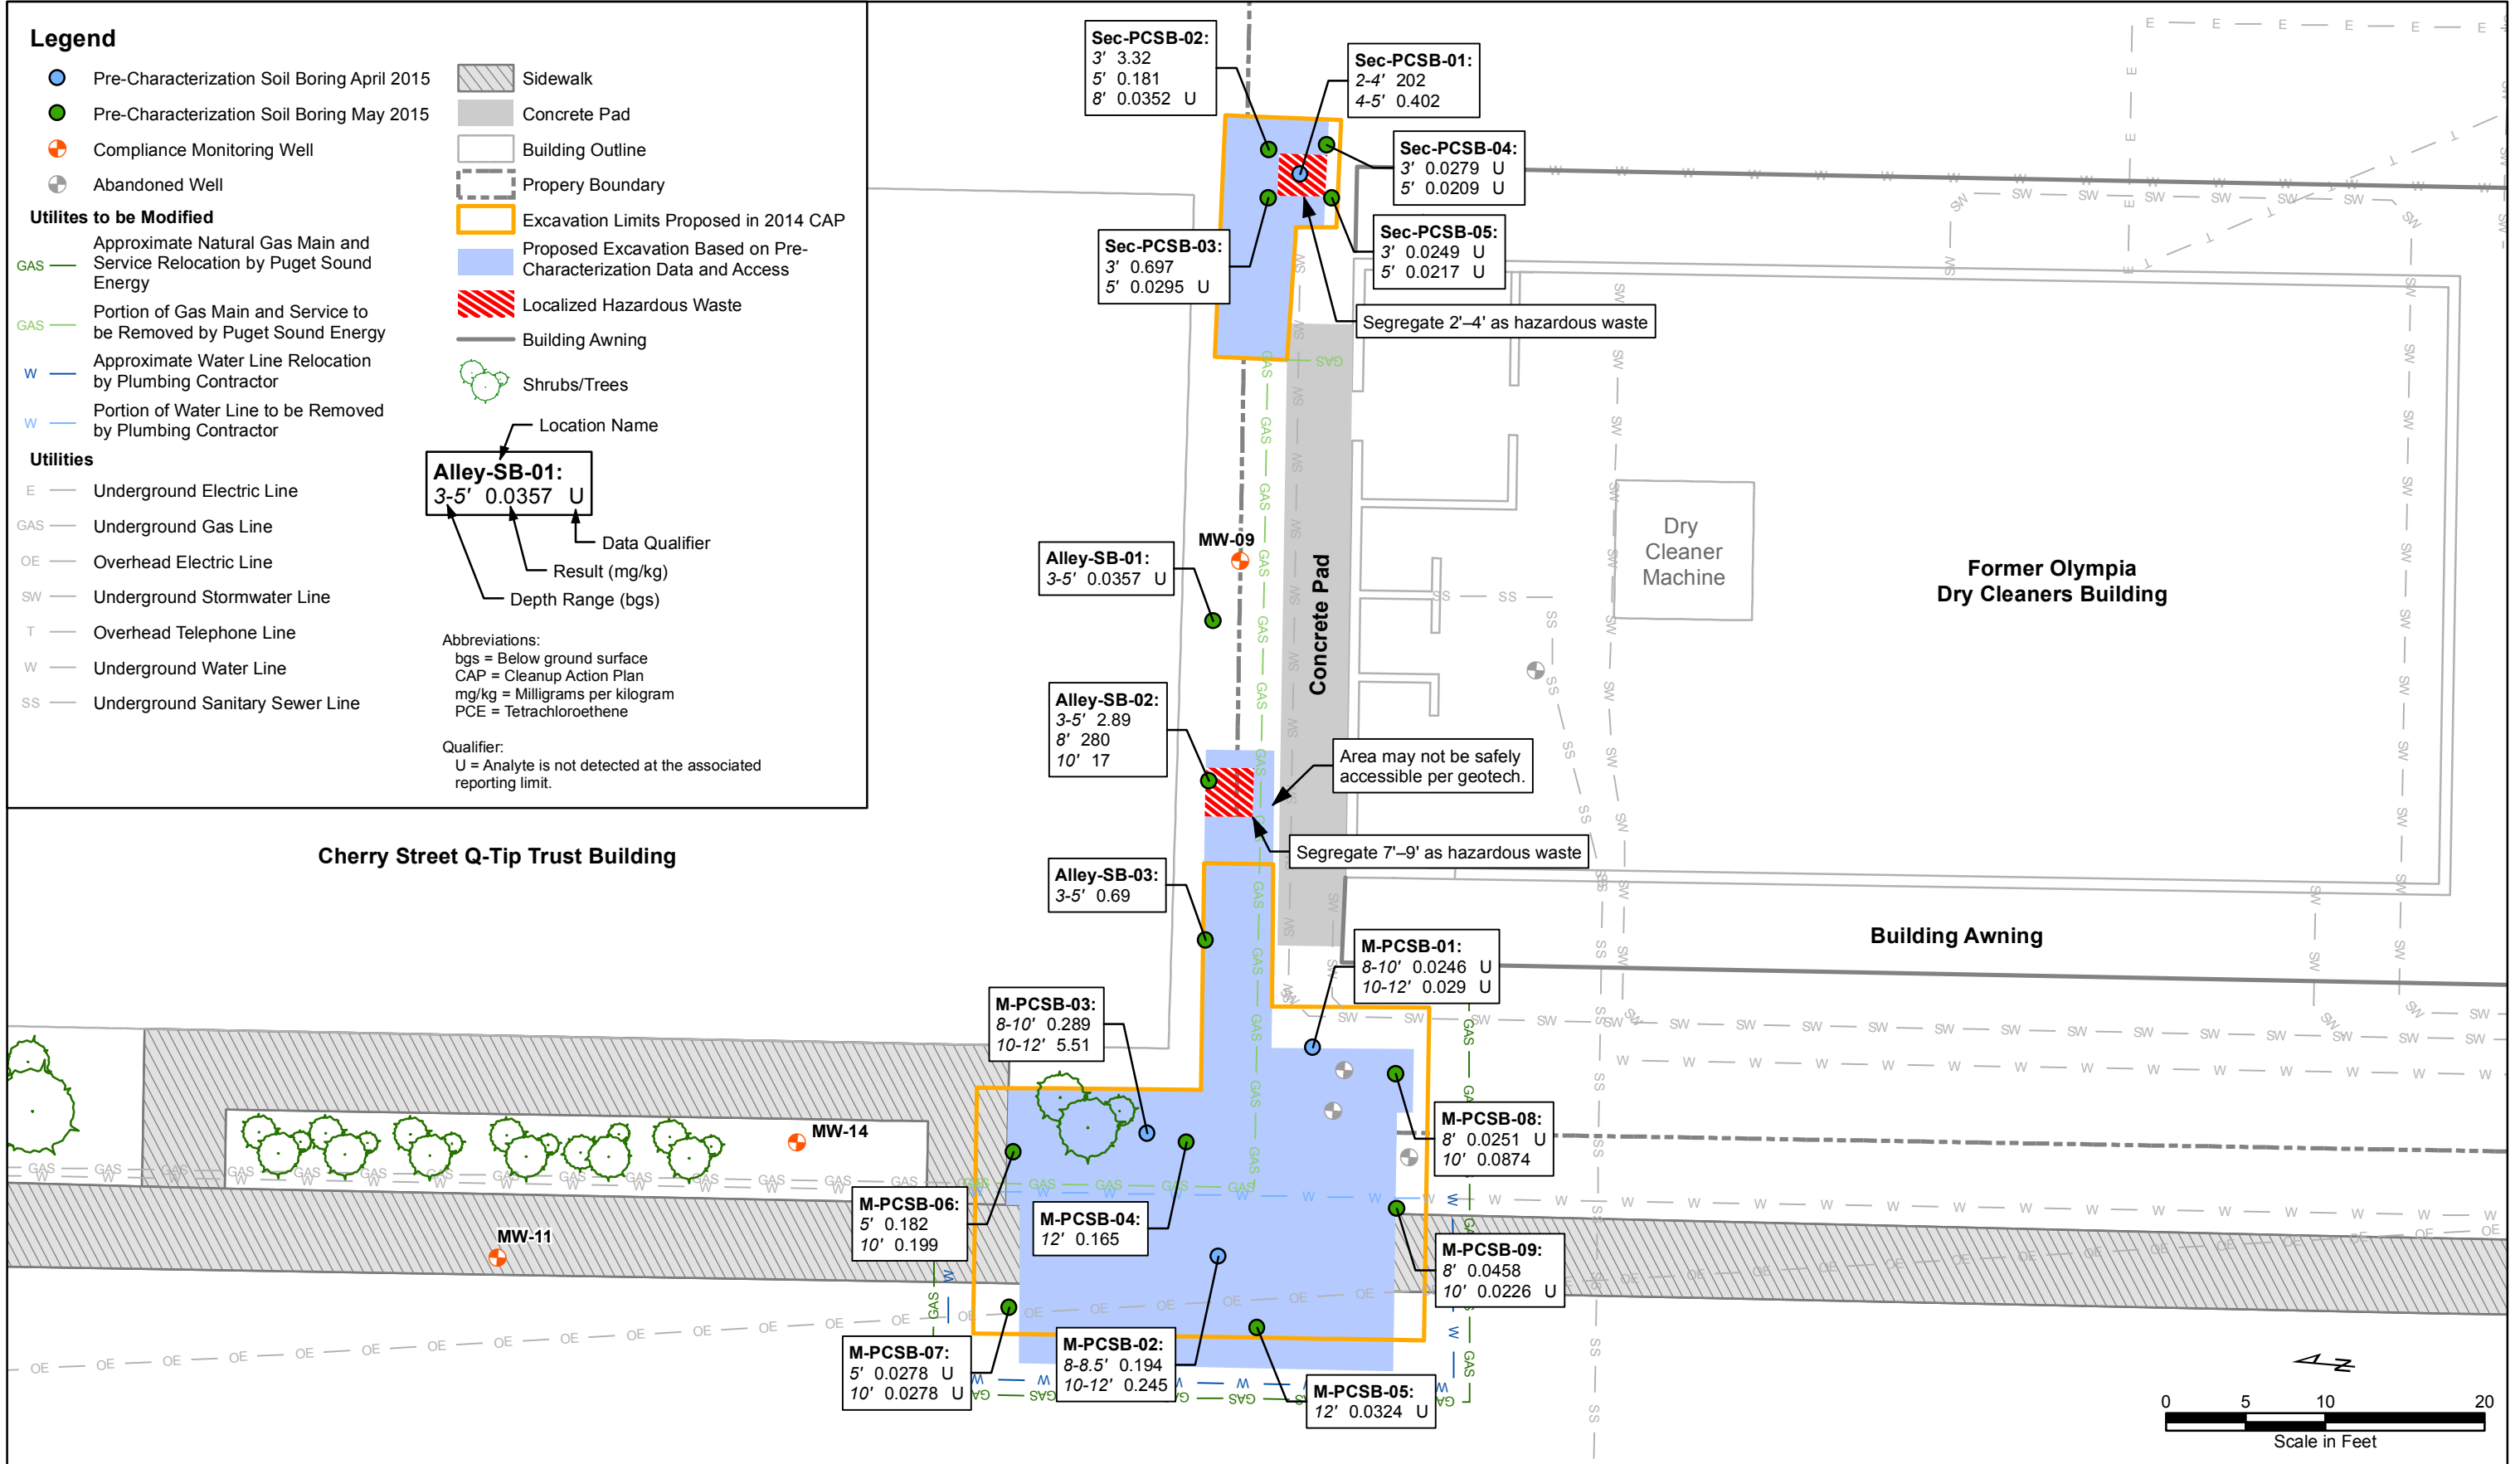 Legend
Pre-Characterization Soil Boring April 2015
Pre-Characterization Soil Boring May 2015
Compliance Monitoring Well
Abandoned Well
Utilites to be Modified
GAS
Approximate Natural Gas Main and
Service Relocation by Puget Sound
Energy
GAS
Portion of Gas Main and Service to
be Removed by Puget Sound Energy
W
Approximate Water Line Relocation
by Plumbing Contractor
W
Portion of Water Line to be Removed
by Plumbing Contractor
Utilities
E Underground Electric Line
GAS Underground Gas Line
OE Overhead Electric Line
SW Underground Stormwater Line
T Overhead Telephone Line
W Underground Water Line
SS Underground Sanitary Sewer Line
Sidewalk
Concrete Pad
Building Outline
Propery Boundary
Excavation Limits Proposed in 2014 CAP
Proposed Excavation Based on Pre-
Characterization Data and Access
Localized Hazardous Waste
Building Awning
Shrubs/Trees
Location Name
Alley-SB-01:
3-5' 0.0357 U
Data Qualifier
Result (mg/kg)
Depth Range (bgs)
Abbreviations:
bgs = Below ground surface
CAP = Cleanup Action Plan
mg/kg = Milligrams per kilogram
PCE = Tetrachloroethene
Qualifier:
U = Analyte is not detected at the associated
reporting limit.
Sec-PCSB-02:
3' 3.32
5' 0.181
8' 0.0352 U
Sec-PCSB-01:
2-4' 202
4-5' 0.402
Sec-PCSB-04:
3' 0.0279 U
5' 0.0209 U
Sec-PCSB-03:
3' 0.697
5' 0.0295 U
Sec-PCSB-05:
3' 0.0249 U
5' 0.0217 U
Segregate 2'–4' as hazardous waste
MW-09
Alley-SB-01:
3-5' 0.0357 U
Concrete Pad
Dry
Cleaner
Machine
Former Olympia
Dry Cleaners Building
Alley-SB-02:
3-5' 2.89
8' 280
10' 17
Area may not be safely
accessible per geotech.
Segregate 7'–9' as hazardous waste
Cherry Street Q-Tip Trust Building
Alley-SB-03:
3-5' 0.69
Building Awning
M-PCSB-01:
8-10' 0.0246 U
10-12' 0.029 U
M-PCSB-03:
8-10' 0.289
10-12' 5.51
MW-14
M-PCSB-08:
8' 0.0251 U
10' 0.0874
M-PCSB-06:
5' 0.182
10' 0.199
M-PCSB-04:
12' 0.165
MW-11
M-PCSB-09:
8' 0.0458
10' 0.0226 U
M-PCSB-07:
5' 0.0278 U
10' 0.0278 U
M-PCSB-02:
8-8.5' 0.194
10-12' 0.245
M-PCSB-05:
12' 0.0324 U
N
0 5 10 20
Scale in Feet